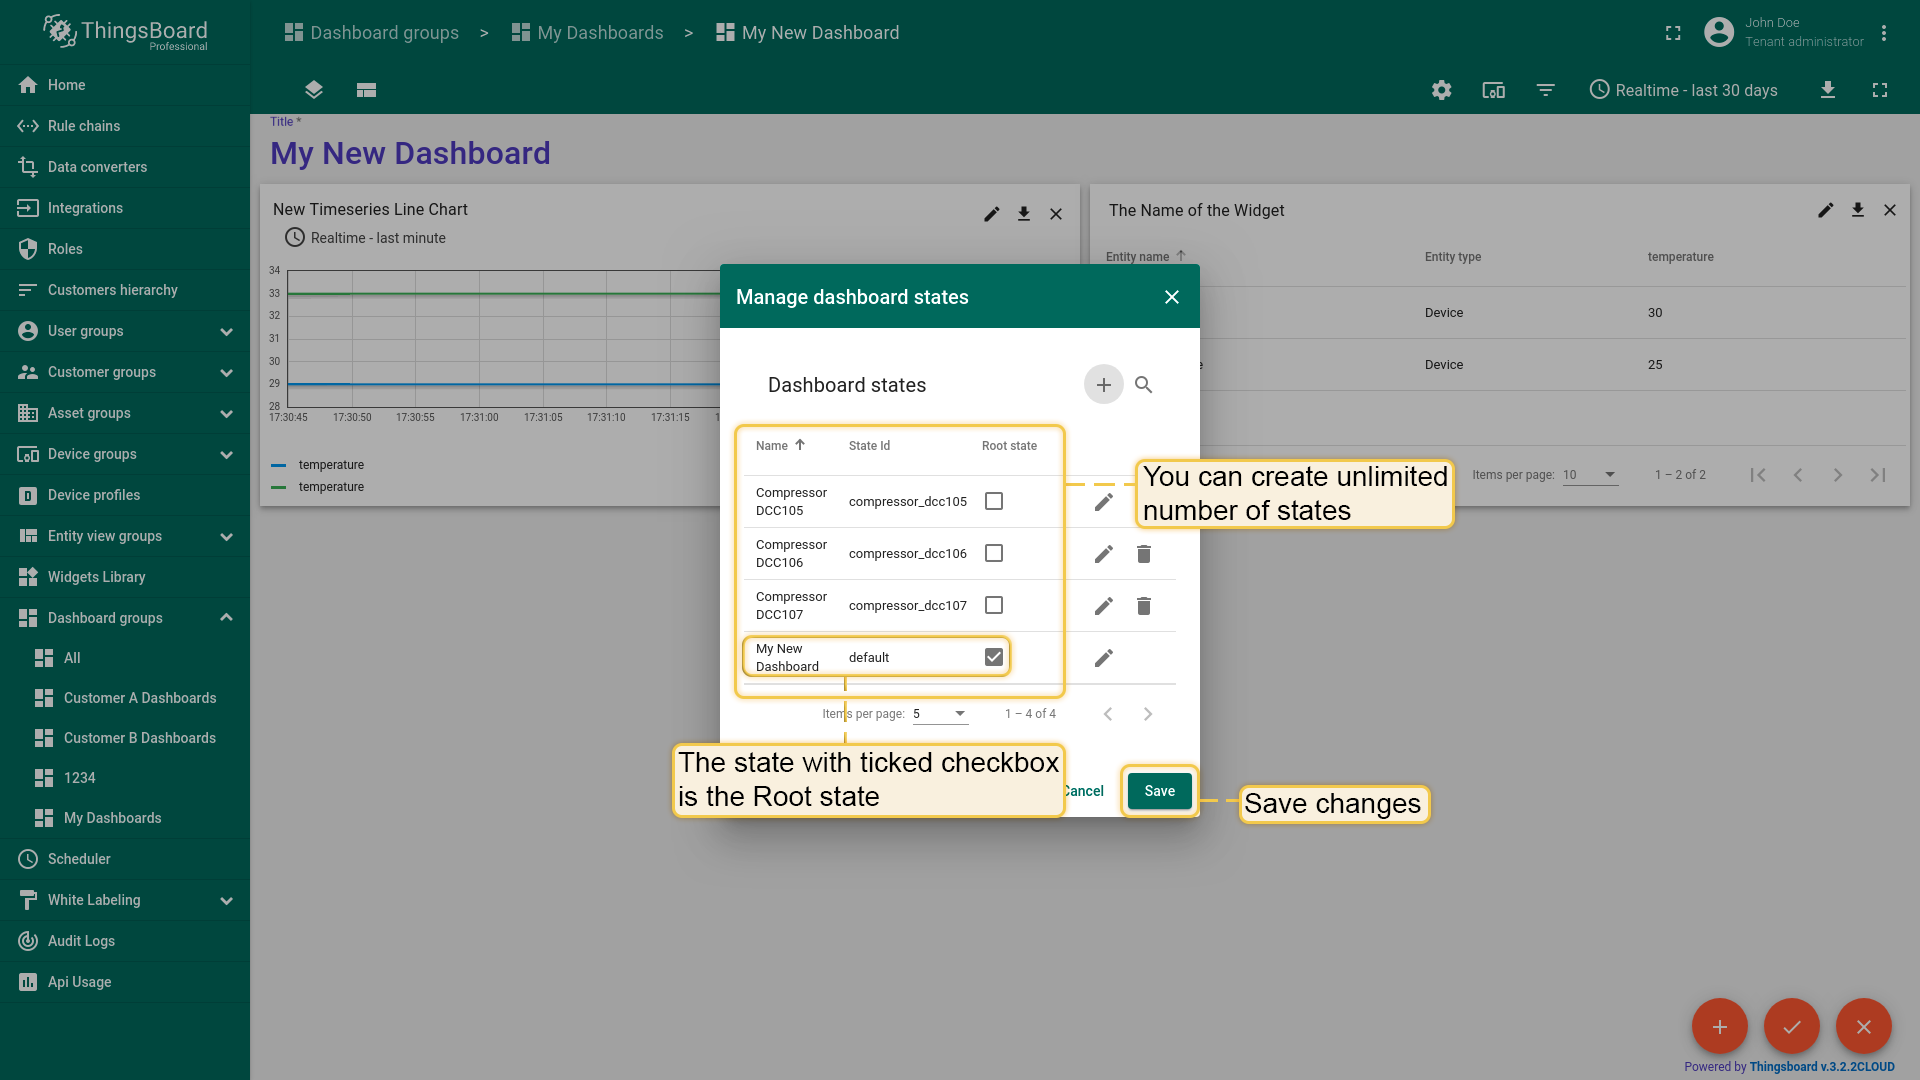 ThingsBoard
Professional
Dashboard groups > My Dashboards > My New Dashboard
John Doe
Tenant administrator
Realtime - last 30 days
Home
Rule chains
Data converters
Integrations
Roles
Customers hierarchy
User groups
Customer groups
Asset groups
Device groups
Device profiles
Entity view groups
Widgets Library
Dashboard groups
All
Customer A Dashboards
Customer B Dashboards
1234
My Dashboards
Scheduler
White Labeling
Audit Logs
Api Usage
Title *
My New Dashboard
New Timeseries Line Chart
Realtime - last minute
34
33
32
31
30
29
28
17:30:45 17:30:50 17:30:55 17:31:00 17:31:05 17:31:10 17:31:15
temperature
temperature
The Name of the Widget
Entity name Entity type temperature
Device 30
Device 25
Items per page: 10 1 – 2 of 2
Manage dashboard states
Dashboard states
Name State Id Root state
Compressor
DCC105 compressor_dcc105
Compressor
DCC106 compressor_dcc106
Compressor
DCC107 compressor_dcc107
My New
Dashboard default
Items per page: 5 1 – 4 of 4
Cancel Save
You can create unlimited
number of states
The state with ticked checkbox
is the Root state
Save changes
Powered by Thingsboard v.3.2.2CLOUD